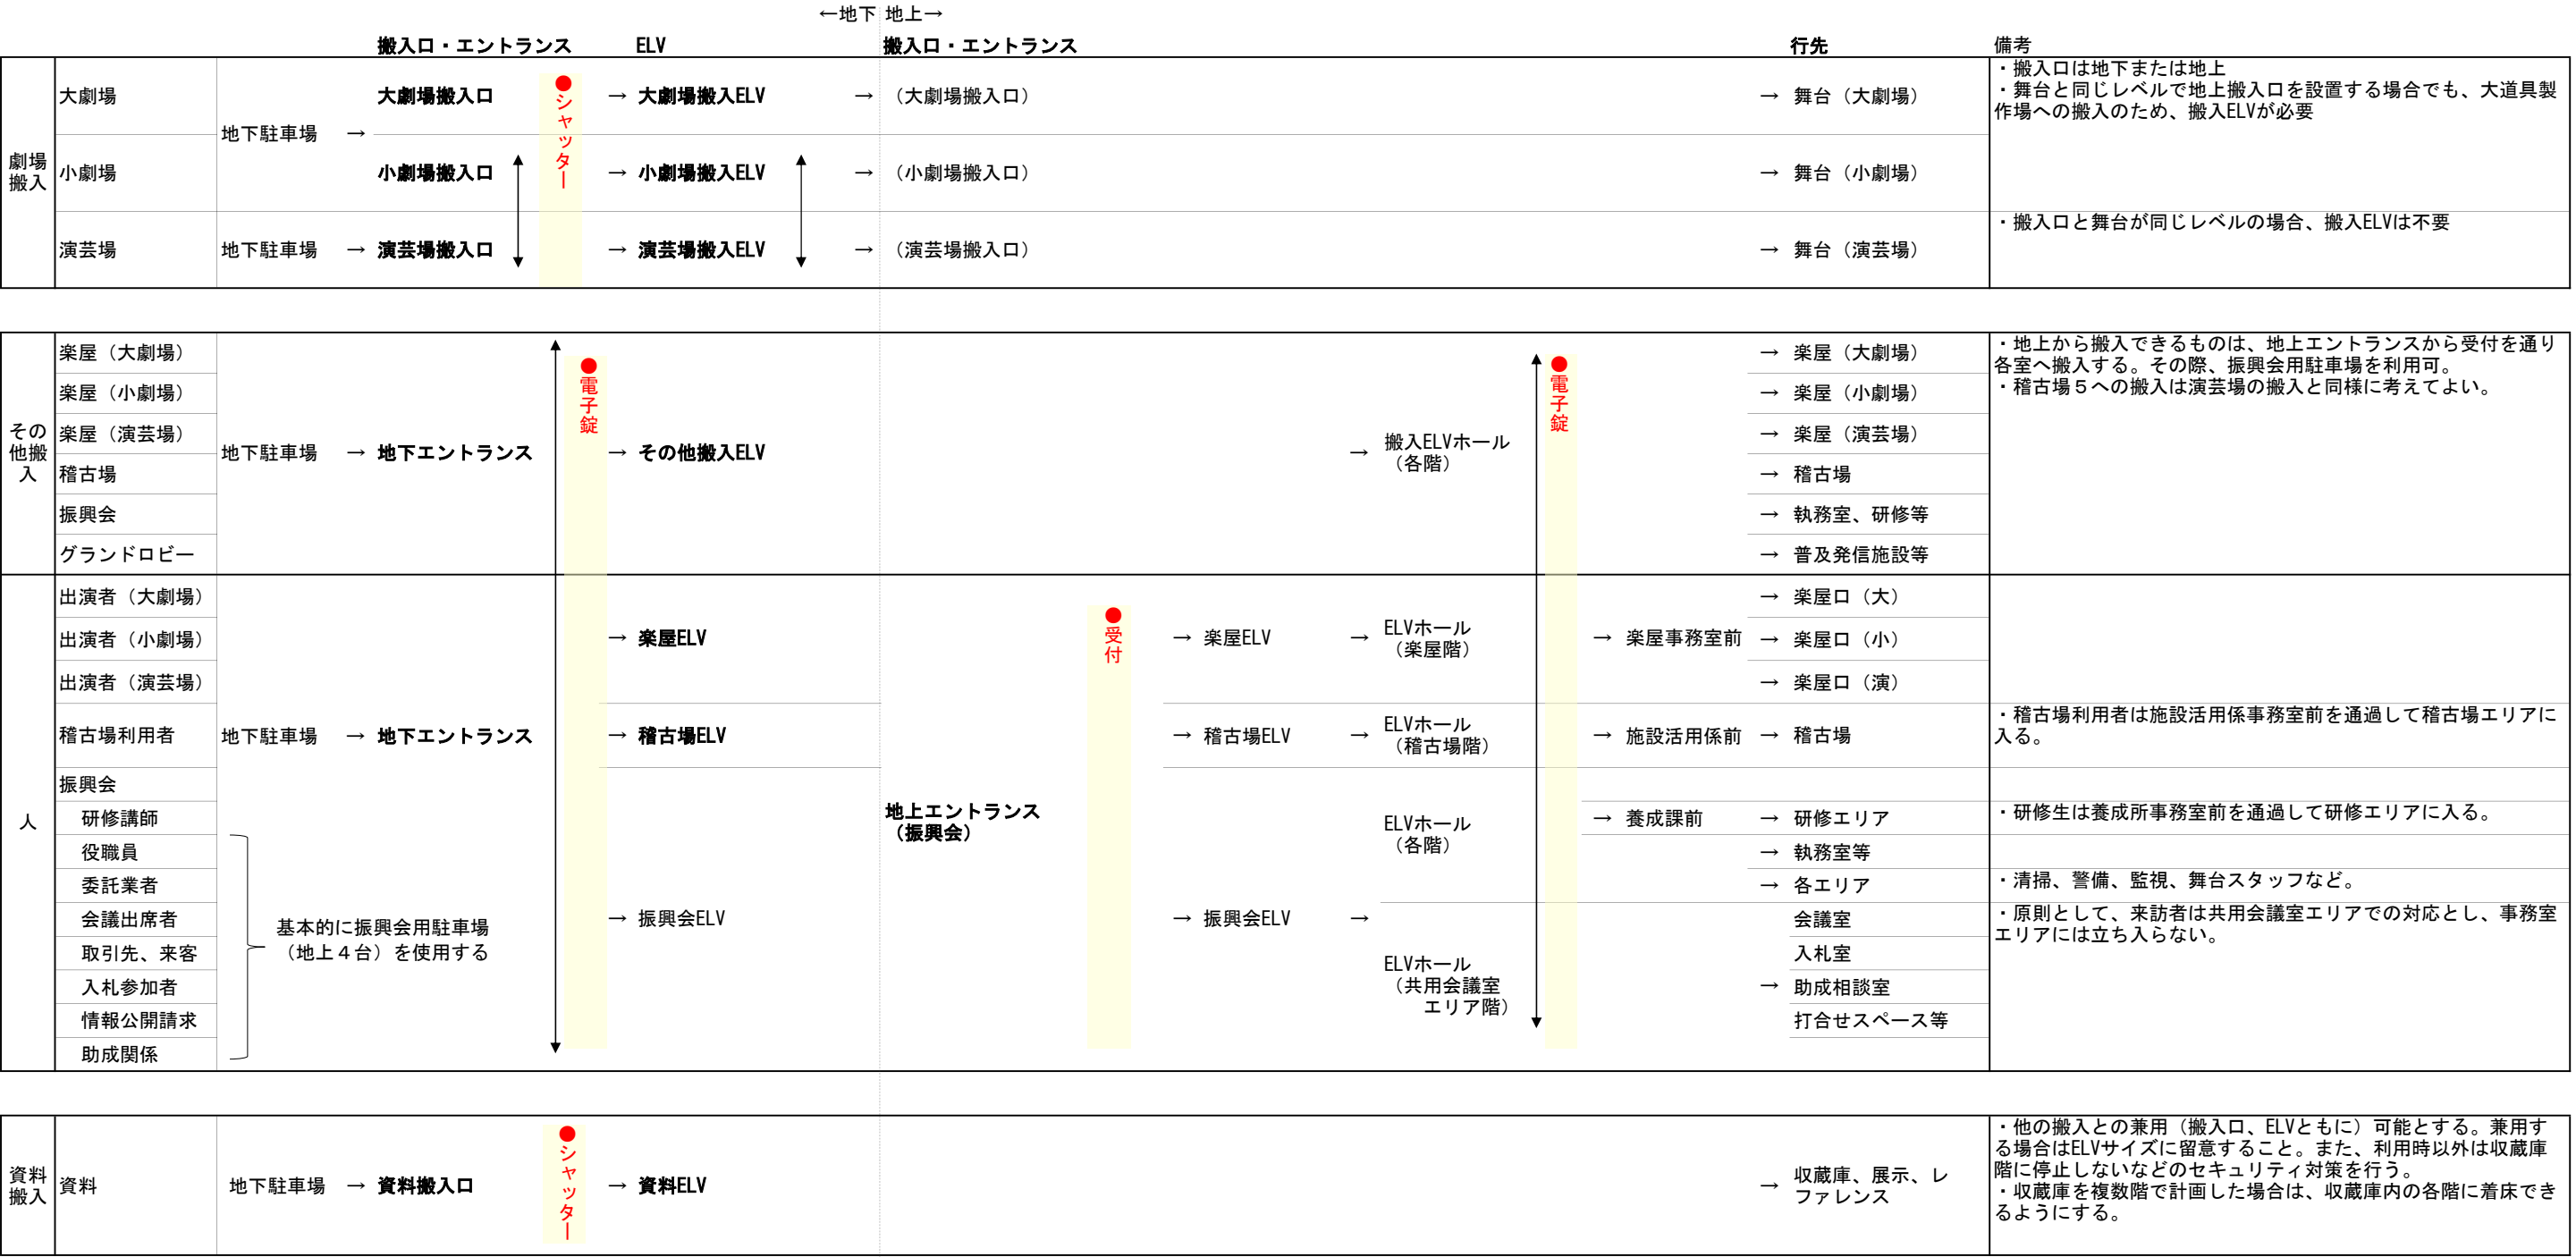 ←地下 地上→
搬入口・エントランス ELV 搬入口・エントランス 行先 備考
劇場
搬入
大劇場
地下駐車場 →
大劇場搬入口
●シャッター
→ 大劇場搬入ELV → （大劇場搬入口） → 舞台（大劇場）
・搬入口は地下または地上
・舞台と同じレベルで地上搬入口を設置する場合でも、大道具製
作場への搬入のため、搬入ELVが必要
小劇場 小劇場搬入口 → 小劇場搬入ELV → （小劇場搬入口） → 舞台（小劇場）
演芸場 地下駐車場 → 演芸場搬入口 → 演芸場搬入ELV → （演芸場搬入口） → 舞台（演芸場）
・搬入口と舞台が同じレベルの場合、搬入ELVは不要
その
他搬
入
楽屋（大劇場）
楽屋（小劇場）
楽屋（演芸場）
稽古場
振興会
グランドロビー
地下駐車場 → 地下エントランス
●電子錠
→ その他搬入ELV
→ 搬入ELVホール
（各階）
●電子錠
→ 楽屋（大劇場）
→ 楽屋（小劇場）
→ 楽屋（演芸場）
→ 稽古場
→ 執務室、研修等
→ 普及発信施設等
・地上から搬入できるものは、地上エントランスから受付を通り
各室へ搬入する。その際、振興会用駐車場を利用可。
・稽古場５への搬入は演芸場の搬入と同様に考えてよい。
人
出演者（大劇場）
出演者（小劇場）
出演者（演芸場）
稽古場利用者
振興会
研修講師
役職員
委託業者
会議出席者
取引先、来客
入札参加者
情報公開請求
助成関係
地下駐車場 → 地下エントランス
基本的に振興会用駐車場
（地上４台）を使用する
→ 楽屋ELV
→ 稽古場ELV
→ 振興会ELV
地上エントランス
（振興会）
●受付
→ 楽屋ELV → ELVホール
（楽屋階）
→ 楽屋事務室前
→ 楽屋口（大）
→ 楽屋口（小）
→ 楽屋口（演）
→ 稽古場ELV → ELVホール
（稽古場階）
→ 施設活用係前 → 稽古場
・稽古場利用者は施設活用係事務室前を通過して稽古場エリアに
入る。
→ 振興会ELV →
ELVホール
（各階）
→ 養成課前 → 研修エリア
・研修生は養成所事務室前を通過して研修エリアに入る。
→ 執務室等
→ 各エリア
・清掃、警備、監視、舞台スタッフなど。
ELVホール
（共用会議室
エリア階）
会議室
入札室
→ 助成相談室
打合せスペース等
・原則として、来訪者は共用会議室エリアでの対応とし、事務室
エリアには立ち入らない。
資料
搬入
資料 地下駐車場 → 資料搬入口
●シャッター
→ 資料ELV
→ 収蔵庫、展示、レ
ファレンス
・他の搬入との兼用（搬入口、ELVともに）可能とする。兼用す
る場合はELVサイズに留意すること。また、利用時以外は収蔵庫
階に停止しないなどのセキュリティ対策を行う。
・収蔵庫を複数階で計画した場合は、収蔵庫内の各階に着床でき
るようにする。